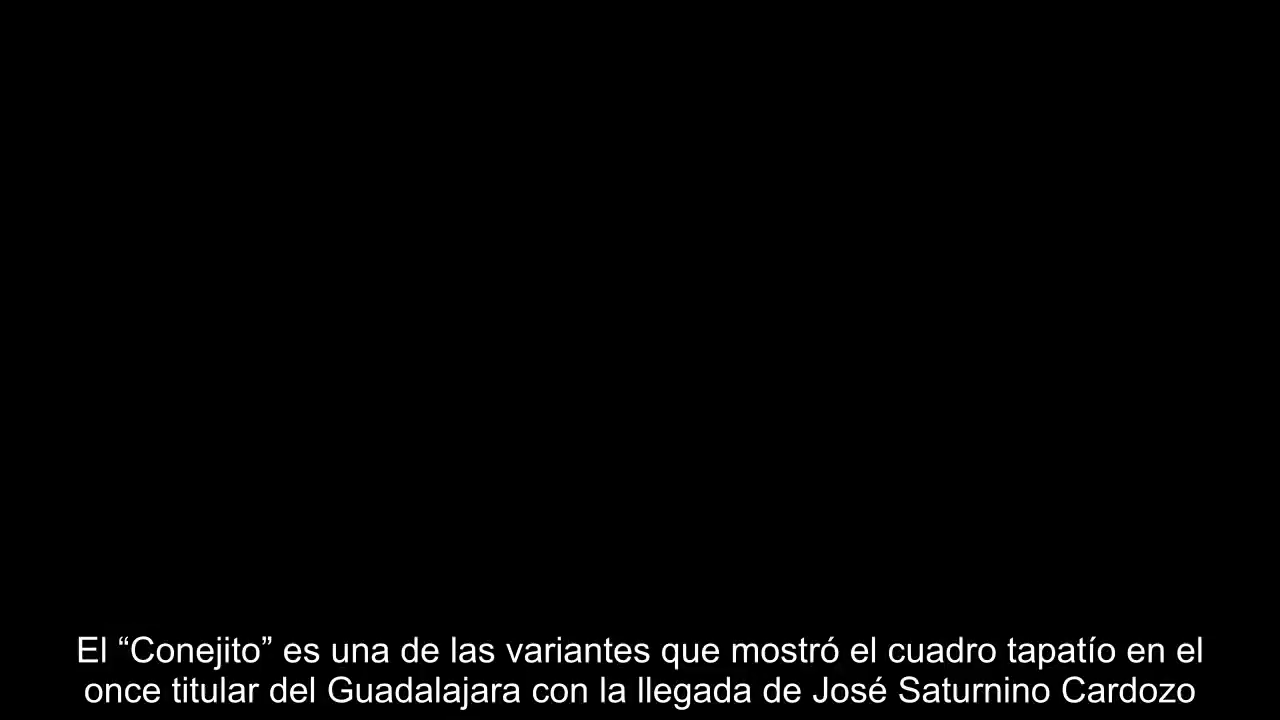 El “Conejito” es una de las variantes que mostró el cuadro tapatío en el
once titular del Guadalajara con la llegada de José Saturnino Cardozo